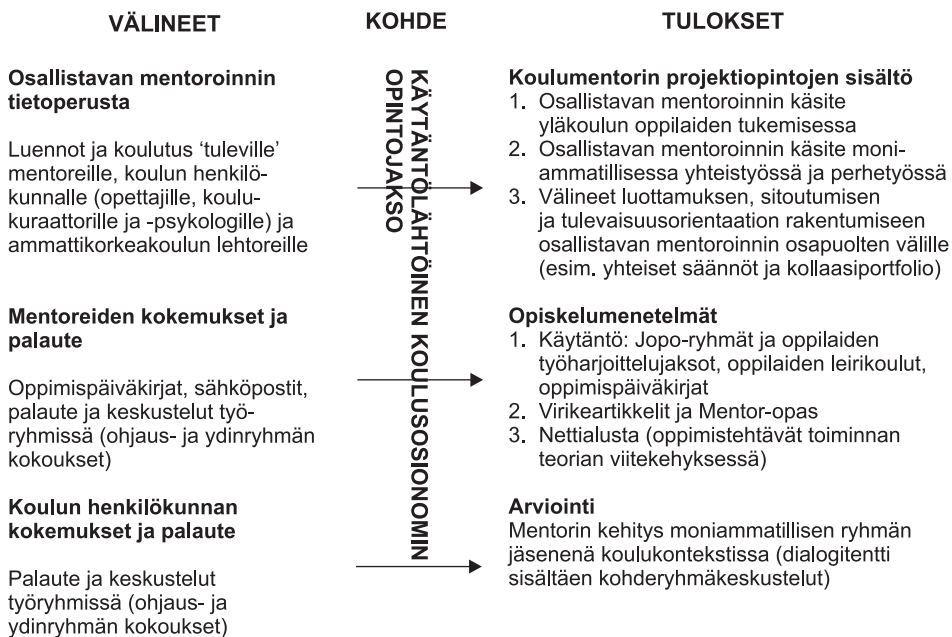 VÄLINEET
Osallistavan mentoroinnin
tietoperusta
Luennot ja koulutus ‘tuleville’
mentoreille, koulun henkilö-
kunnalle (opettajille, koulu-
kuraattorille ja -psykologille) ja
ammattikorkeakoulun lehtoreille
Mentoreiden kokemukset ja
palaute
Oppimispäiväkirjat, sähköpostit,
palaute ja keskustelut työ-
ryhmissä (ohjaus- ja ydinryhmän
kokoukset)
Koulun henkilökunnan
kokemukset ja palaute
Palaute ja keskustelut
työryhmissä (ohjaus- ja
ydinryhmän kokoukset)
KOHDE
KÄYTÄNTÖLÄHTÖINEN KOULUSOSIONOMIN
OPINTOJAKSO
TULOKSET
Koulumentorin projektiopintojen sisältö
1. Osallistavan mentoroinnin käsite
yläkoulun oppilaiden tukemisessa
2. Osallistavan mentoroinnin käsite moni-
ammatillisessa yhteistyössä ja perhetyössä
3. Välineet luottamuksen, sitoutumisen
ja tulevaisuusorientaation rakentumiseen
osallistavan mentoroinnin osapuolten välille
(esim. yhteiset säännöt ja kollaasiportfolio)
Opiskelumenetelmät
1. Käytäntö: Jopo-ryhmät ja oppilaiden
työharjoittelujaksot, oppilaiden leirikoulut,
oppimispäiväkirjat
2. Virikeartikkelit ja Mentor-opas
3. Nettialusta (oppimistehtävät toiminnan
teorian viitekehyksessä)
Arviointi
Mentorin kehitys moniammatillisen ryhmän
jäsenenä koulukontekstissa (dialogitentti
sisältäen kohderyhmäkeskustelut)